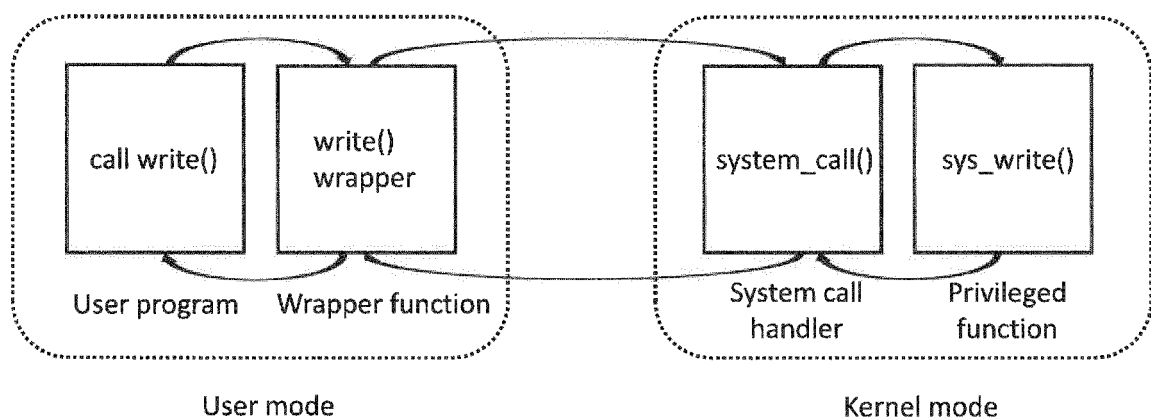 call write()
write()
wrapper
system_call()
sys_write()
User program
Wrapper function
System call
handler
Privileged
function
User mode
Kernel mode